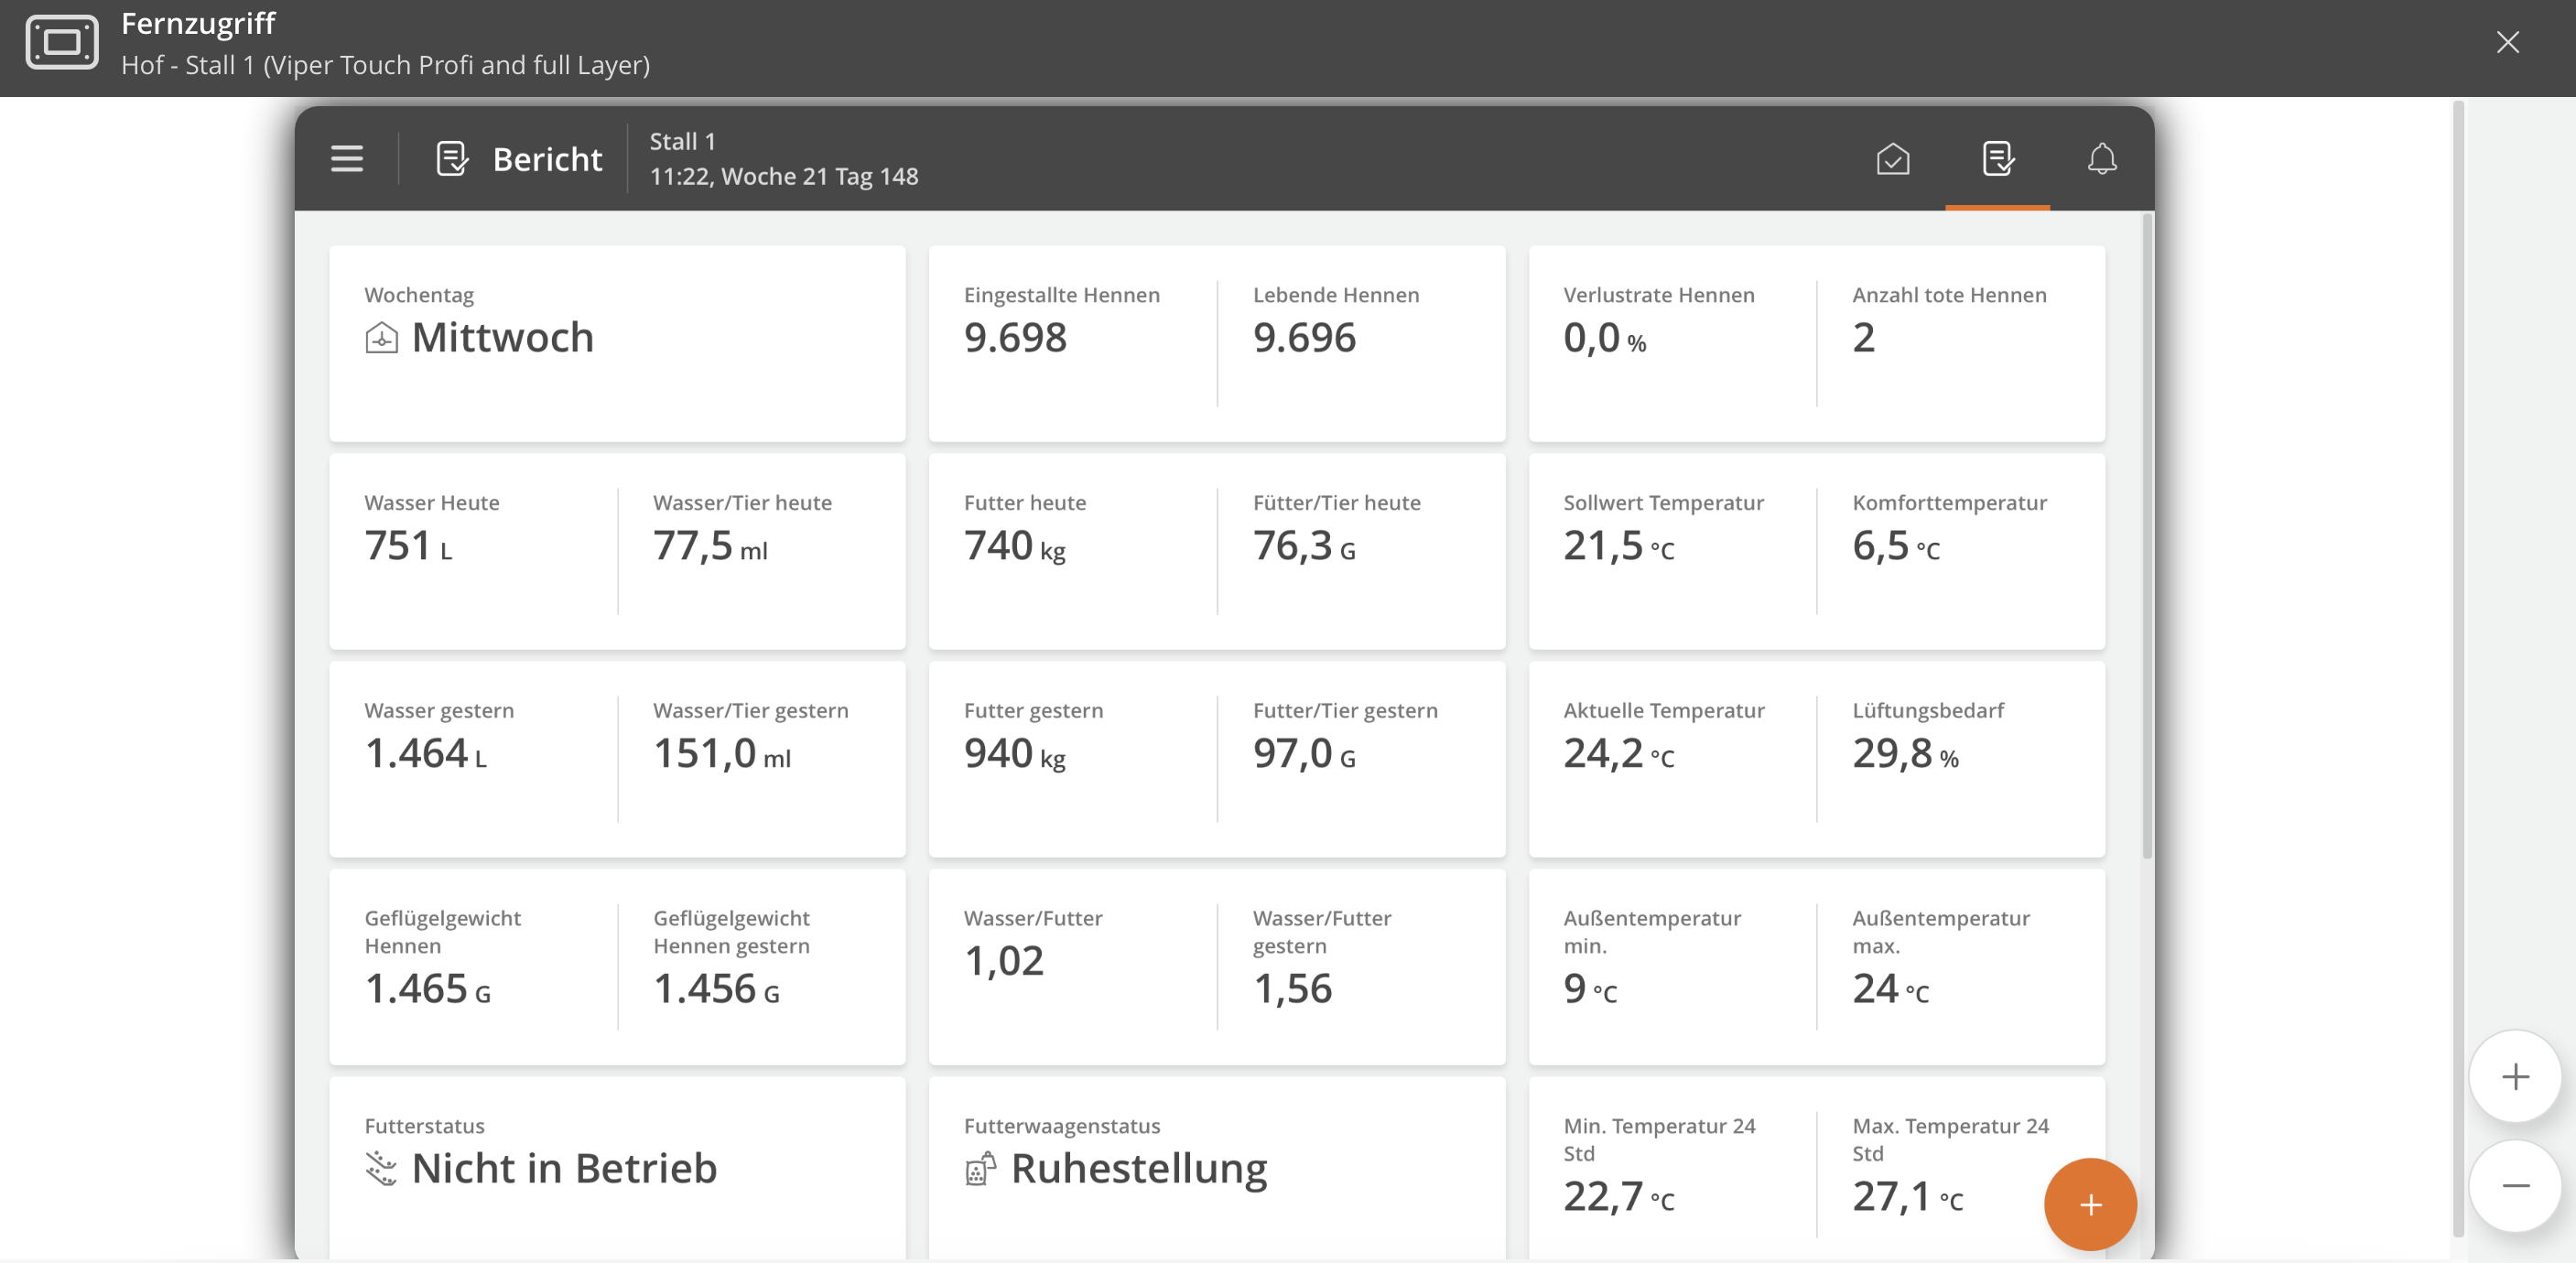 Fernzugriff
Hof - Stall 1 (Viper Touch Profi and full Layer)
Bericht
Stall 1
11:22, Woche 21 Tag 148
Wochentag
Mittwoch
Eingestallte Hennen
9.698
Lebende Hennen
9.696
Verlustrate Hennen
0,0 %
Anzahl tote Hennen
2
Wasser Heute
751 L
Wasser/Tier heute
77,5 ml
Futter heute
740 kg
Fütter/Tier heute
76,3 G
Sollwert Temperatur
21,5 °C
Komforttemperatur
6,5 °C
Wasser gestern
1.464 L
Wasser/Tier gestern
151,0 ml
Futter gestern
940 kg
Futter/Tier gestern
97,0 G
Aktuelle Temperatur
24,2 °C
Lüftungsbedarf
29,8 %
Geflügelgewicht
Hennen
1.465 G
Geflügelgewicht
Hennen gestern
1.456 G
Wasser/Futter
1,02
Wasser/Futter
gestern
1,56
Außentemperatur
min.
9 °C
Außentemperatur
max.
24 °C
Futterstatus
Nicht in Betrieb
Futterwaagenstatus
Ruhestellung
Min. Temperatur 24
Std
22,7 °C
Max. Temperatur 24
Std
27,1 °C